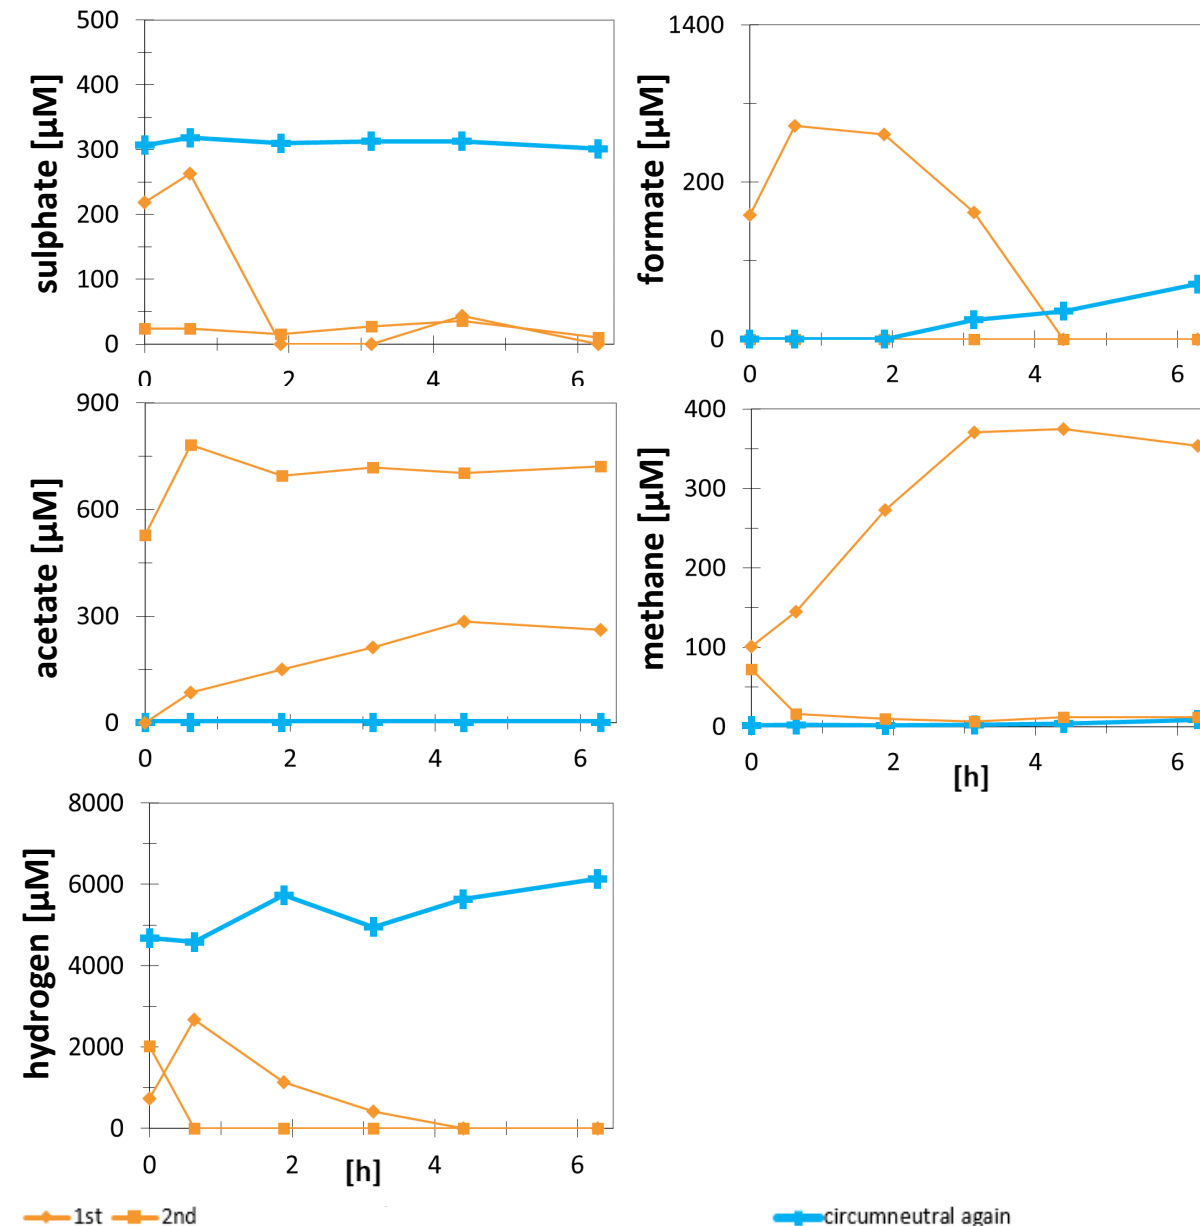 sulphate [µM]
500
400
300
200
100
0
0 2 4 6
formate [µM]
1400
200
0
0 2 4 6
acetate [µM]
900
600
300
0
0 2 4 6
methane [µM]
400
300
200
100
0
0 2 4 6
[h]
hydrogen [µM]
8000
6000
4000
2000
0
0 2 4 6
[h]
1st 2nd circumneutral again